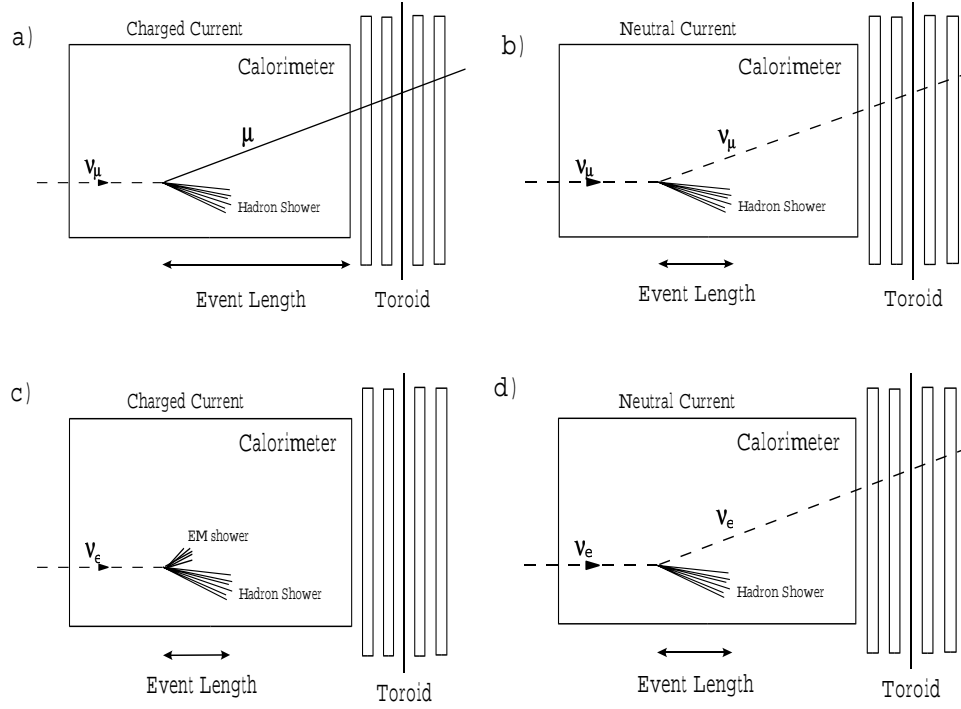 a)
Charged Current
Calorimeter
μ
ν_μ
Hadron Shower
Event Length
Toroid
b)
Neutral Current
Calorimeter
ν_μ
ν_μ
Hadron Shower
Event Length
Toroid
c)
Charged Current
Calorimeter
EM shower
ν_e
Hadron Shower
Event Length
Toroid
d)
Neutral Current
Calorimeter
ν_e
ν_e
Hadron Shower
Event Length
Toroid